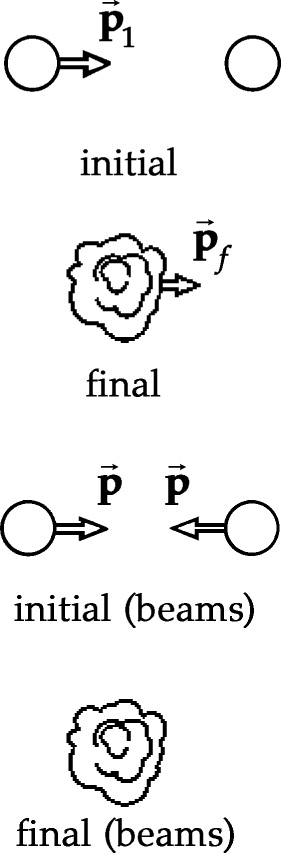 p⃗₁
initial
p⃗f
final
p⃗ p⃗
initial (beams)
final (beams)